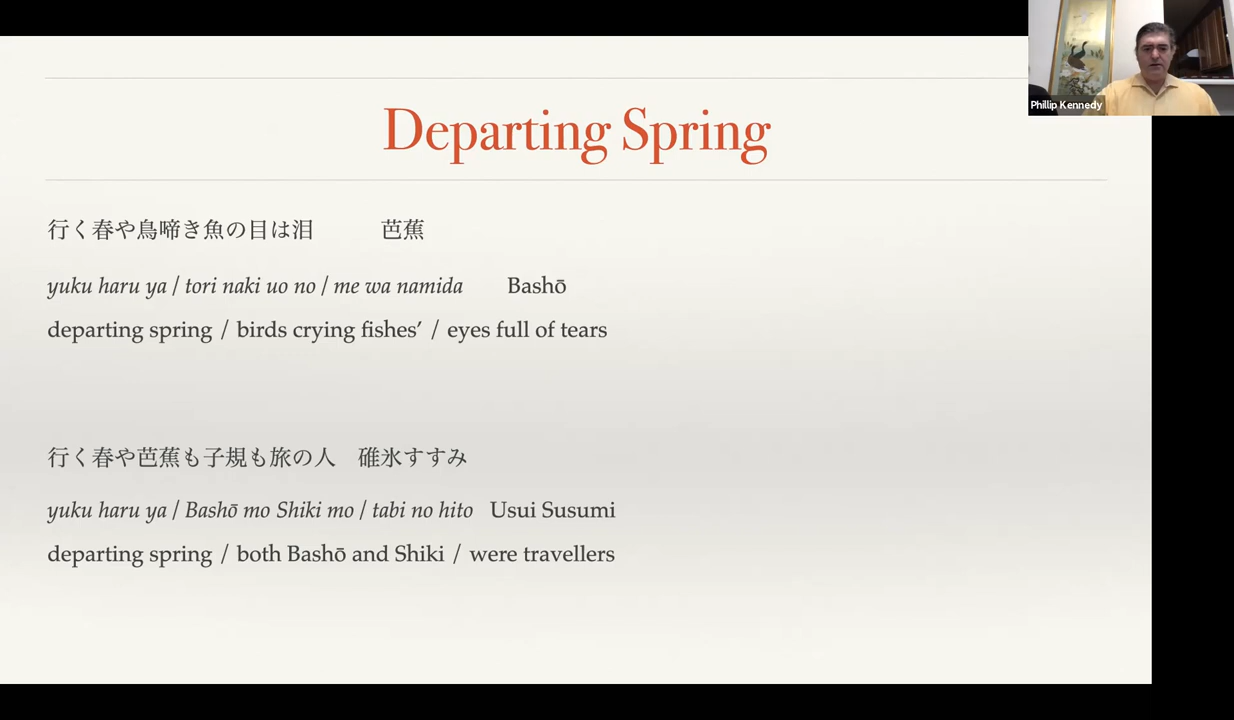 Phillip Kennedy
Departing Spring
行く春や鳥啼き魚の目は泪　　　芭蕉
yuku haru ya / tori naki uo no / me wa namida Bashō
departing spring / birds crying fishes’ / eyes full of tears
行く春や芭蕉も子規も旅の人　碓氷すすみ
yuku haru ya / Bashō mo Shiki mo / tabi no hito Usui Susumi
departing spring / both Bashō and Shiki / were travellers